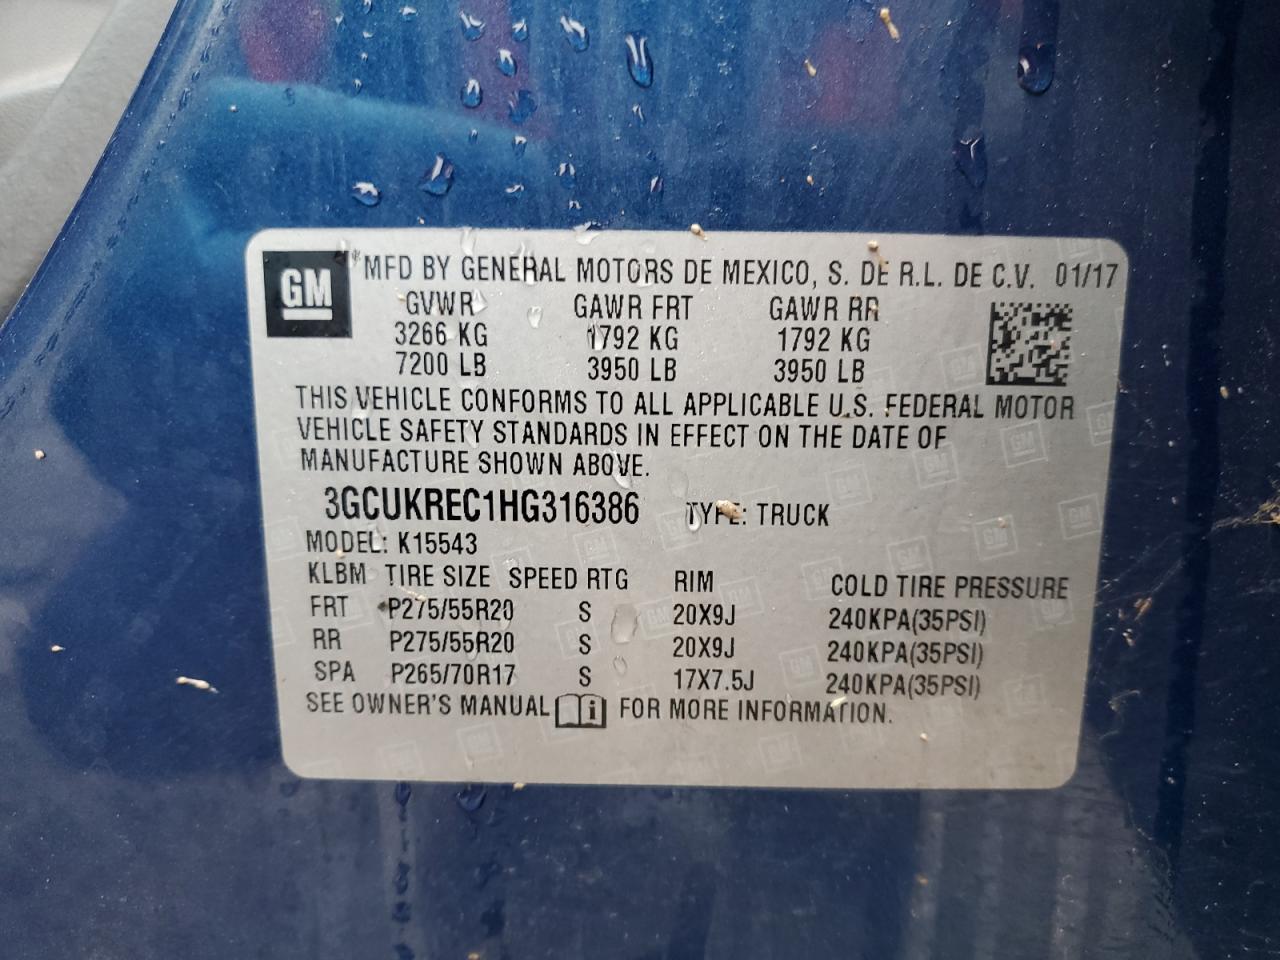 GM MFD BY GENERAL MOTORS DE MEXICO, S. DE R.L. DE C.V. 01/17
GVWR GAWR FRT GAWR RR
3266 KG 1792 KG 1792 KG
7200 LB 3950 LB 3950 LB
THIS VEHICLE CONFORMS TO ALL APPLICABLE U.S. FEDERAL MOTOR
VEHICLE SAFETY STANDARDS IN EFFECT ON THE DATE OF
MANUFACTURE SHOWN ABOVE.
3GCUKREC1HG316386 TYPE: TRUCK
MODEL: K15543
KLBM TIRE SIZE SPEED RTG RIM COLD TIRE PRESSURE
FRT P275/55R20 S 20X9J 240KPA(35PSI)
RR P275/55R20 S 20X9J 240KPA(35PSI)
SPA P265/70R17 S 17X7.5J 240KPA(35PSI)
SEE OWNER'S MANUAL i FOR MORE INFORMATION.